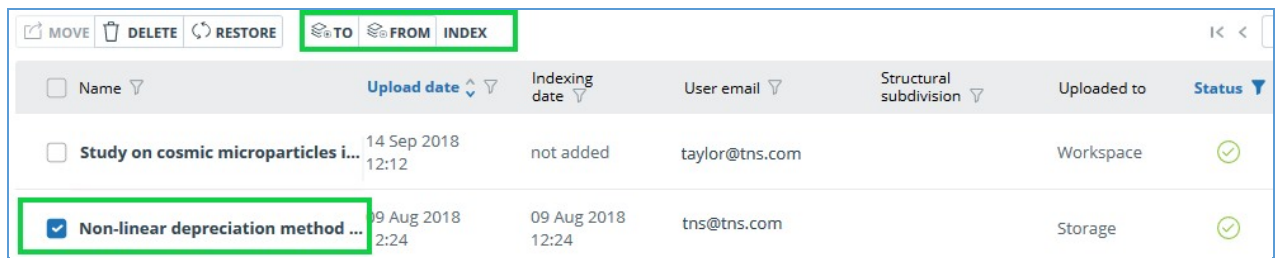 MOVE DELETE RESTORE TO FROM INDEX
Name Upload date Indexing date User email Structural subdivision Uploaded to Status
Study on cosmic microparticles i... 14 Sep 2018 12:12 not added taylor@tns.com Workspace
Non-linear depreciation method ... 09 Aug 2018 2:24 09 Aug 2018 12:24 tns@tns.com Storage